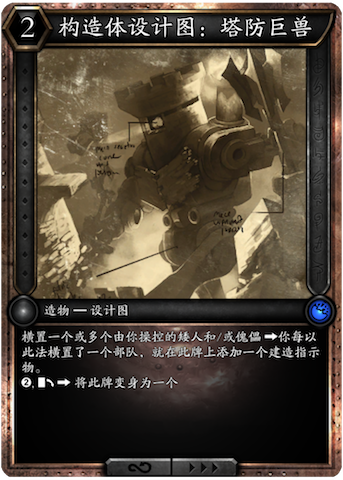 2
构造体设计图：塔防巨兽
造物 — 设计图
横置一个或多个由你操控的矮人和/或傀儡 ➡ 你每以
此法横置了一个部队，就在此牌上添加一个建造指示
物。
❷, ➡ 将此牌变身为一个